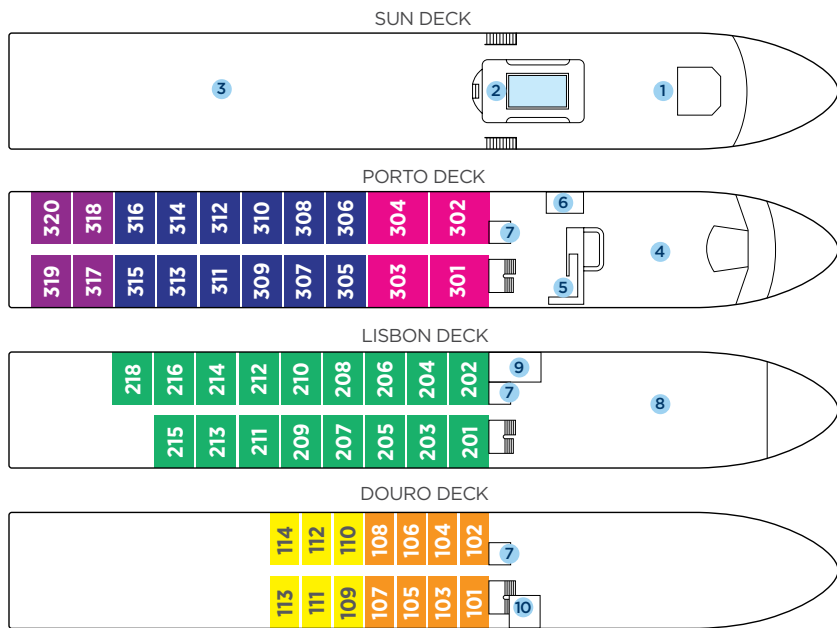 SUN DECK
3
2
1
PORTO DECK
320 318 316 314 312 310 308 306 304 302
6
7
4
319 317 315 313 311 309 307 305 303 301
5
LISBON DECK
218 216 214 212 210 208 206 204 202
9
7
8
215 213 211 209 207 205 203 201
DOURO DECK
114 112 110 108 106 104 102
7
113 111 109 107 105 103 101
10